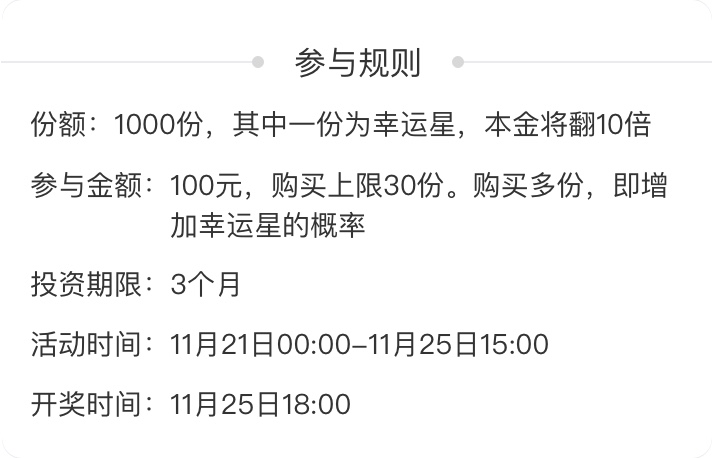 参与规则
份额：1000份，其中一份为幸运星，本金将翻10倍
参与金额：100元，购买上限30份。购买多份，即增
加幸运星的概率
投资期限：3个月
活动时间：11月21日00:00-11月25日15:00
开奖时间：11月25日18:00